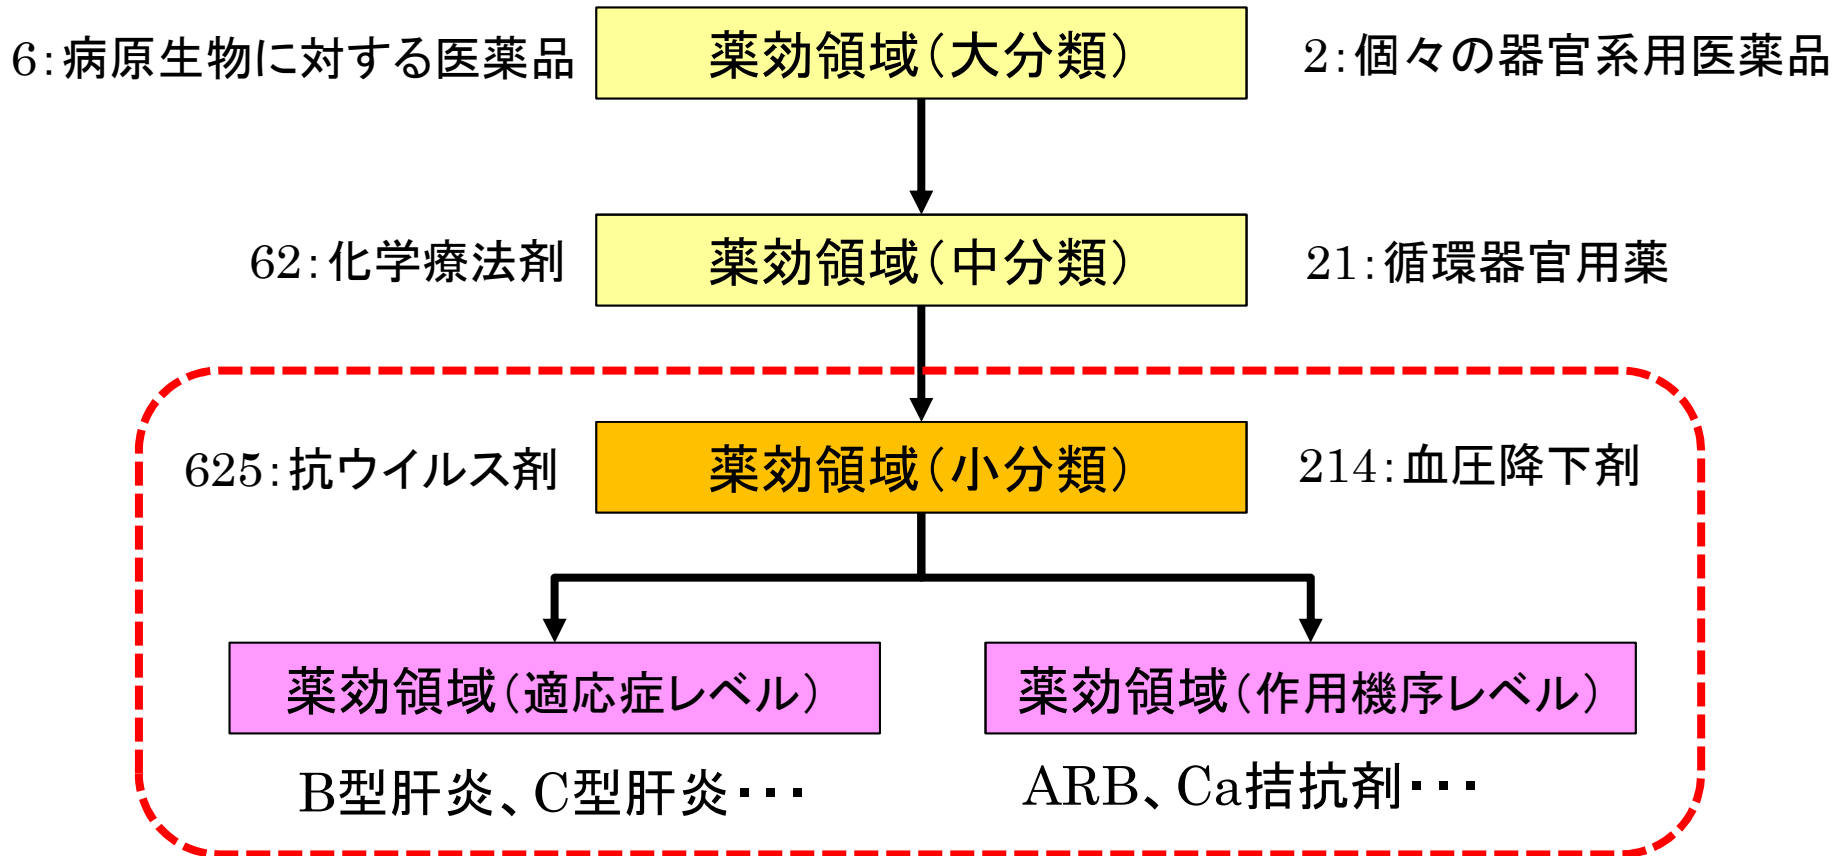 6:病原生物に対する医薬品
薬効領域(大分類)
2:個々の器官系用医薬品
62:化学療法剤
薬効領域(中分類)
21:循環器官用薬
625:抗ウイルス剤
薬効領域(小分類)
214:血圧降下剤
薬効領域(適応症レベル)
薬効領域(作用機序レベル)
B型肝炎、C型肝炎・・・
ARB、Ca拮抗剤・・・